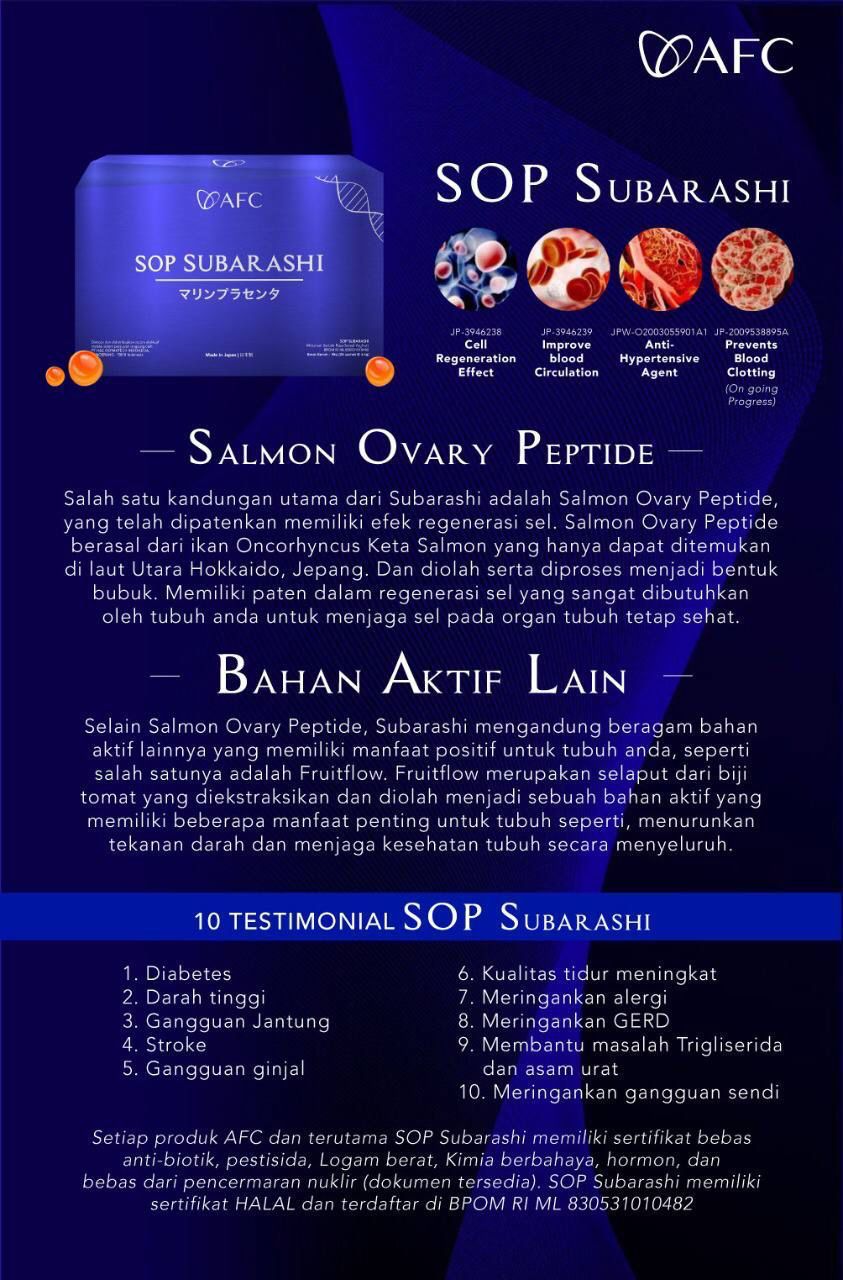 AFC
AFC
SOP SUBARASHI
マリンプラセンタ
Made in Japan | 日本製
SOP SUBARASHI
JP-3946238
Cell
Regeneration
Effect
JP-3946239
Improve
blood
Circulation
JPW-O2003055901A1
Anti-
Hypertensive
Agent
JP-2009538895A
Prevents
Blood
Clotting
(On going
Progress)
SALMON OVARY PEPTIDE
Salah satu kandungan utama dari Subarashi adalah Salmon Ovary Peptide,
yang telah dipatenkan memiliki efek regenerasi sel. Salmon Ovary Peptide
berasal dari ikan Oncorhyncus Keta Salmon yang hanya dapat ditemukan
di laut Utara Hokkaido, Jepang. Dan diolah serta diproses menjadi bentuk
bubuk. Memiliki paten dalam regenerasi sel yang sangat dibutuhkan
oleh tubuh anda untuk menjaga sel pada organ tubuh tetap sehat.
BAHAN AKTIF LAIN
Selain Salmon Ovary Peptide, Subarashi mengandung beragam bahan
aktif lainnya yang memiliki manfaat positif untuk tubuh anda, seperti
salah satunya adalah Fruitflow. Fruitflow merupakan selaput dari biji
tomat yang diekstraksikan dan diolah menjadi sebuah bahan aktif yang
memiliki beberapa manfaat penting untuk tubuh seperti, menurunkan
tekanan darah dan menjaga kesehatan tubuh secara menyeluruh.
10 TESTIMONIAL SOP SUBARASHI
1. Diabetes
2. Darah tinggi
3. Gangguan Jantung
4. Stroke
5. Gangguan ginjal
6. Kualitas tidur meningkat
7. Meringankan alergi
8. Meringankan GERD
9. Membantu masalah Trigliserida
dan asam urat
10. Meringankan gangguan sendi
Setiap produk AFC dan terutama SOP Subarashi memiliki sertifikat bebas
anti-biotik, pestisida, Logam berat, Kimia berbahaya, hormon, dan
bebas dari pencermaran nuklir (dokumen tersedia). SOP Subarashi memiliki
sertifikat HALAL dan terdaftar di BPOM RI ML 830531010482